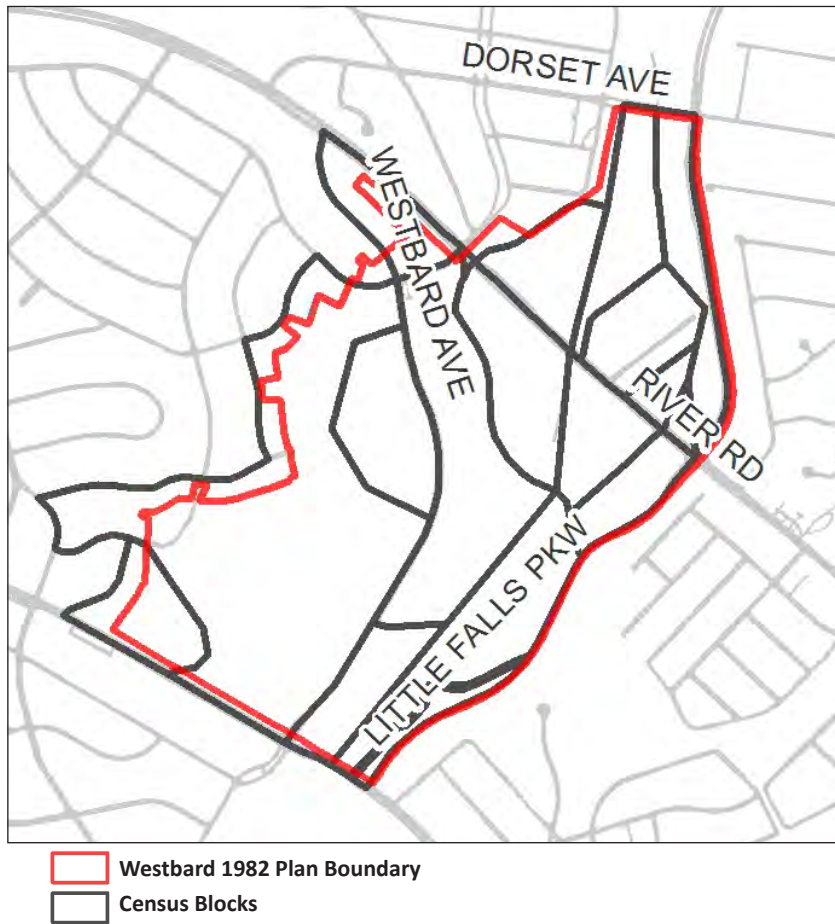 DORSET AVE
WESTBARD AVE
RIVER RD
LITTLE FALLS PKW
Westbard 1982 Plan Boundary
Census Blocks